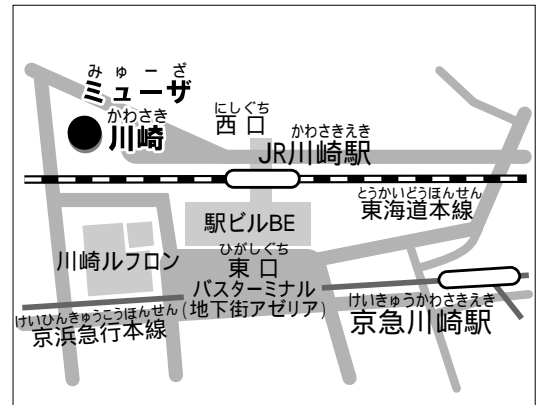 みゅーざ
ミューザ
かわさき
川崎
にしぐち
西口
かわさきえき
JR川崎駅
とうかいどうほんせん
東海道本線
駅ビルBE
川崎ルフロン
ひがしぐち
東口
バスターミナル
(地下街アゼリア)
けいひんきゅうこうほんせん
京浜急行本線
けいきゅうかわさきえき
京急川崎駅